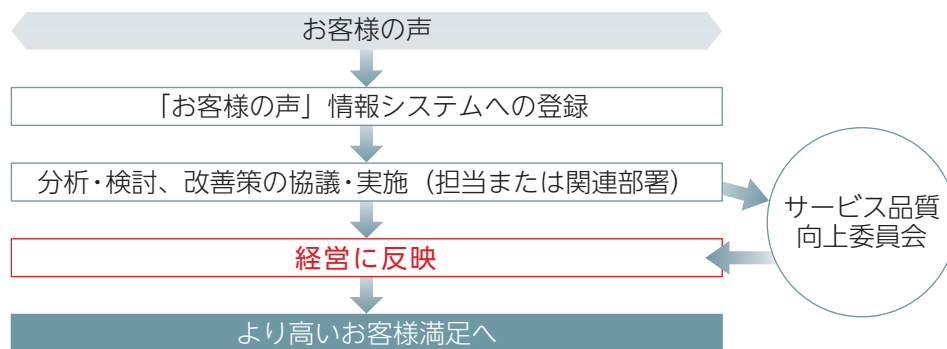 お客様の声
「お客様の声」情報システムへの登録
分析・検討、改善策の協議・実施（担当または関連部署）
サービス品質
向上委員会
経営に反映
より高いお客様満足へ